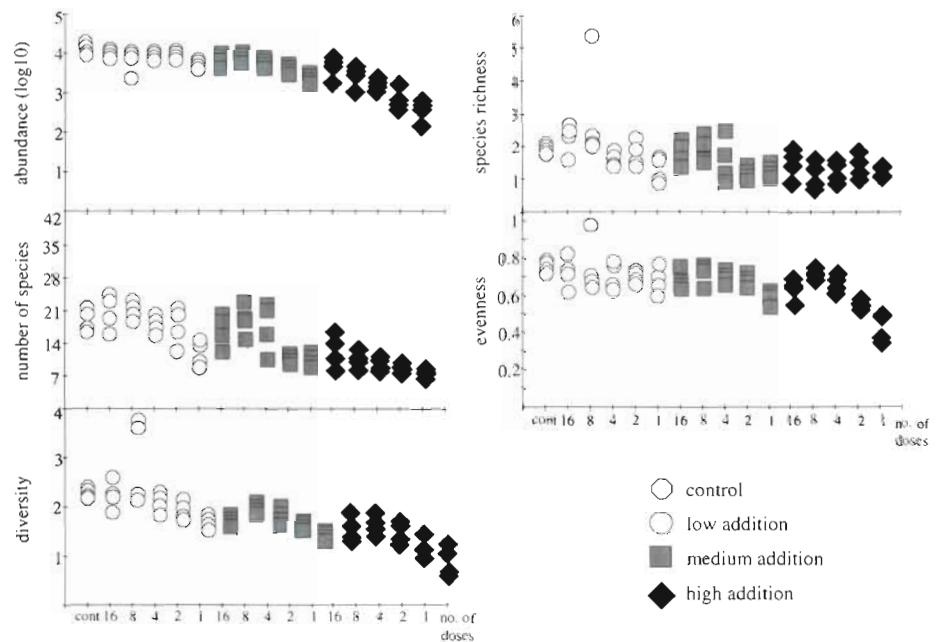 abundance (log10)
5
4
3
2
1
number of species
42
35
28
21
14
7
diversity
4
3
2
1
cont 16 8 4 2 1 16 8 4 2 1 16 8 4 2 1 no. of
doses
species richness
6
5
4
3
2
1
evenness
1
0.8
0.6
0.4
0.2
cont 16 8 4 2 1 16 8 4 2 1 16 8 4 2 1 no. of
doses
control
low addition
medium addition
high addition